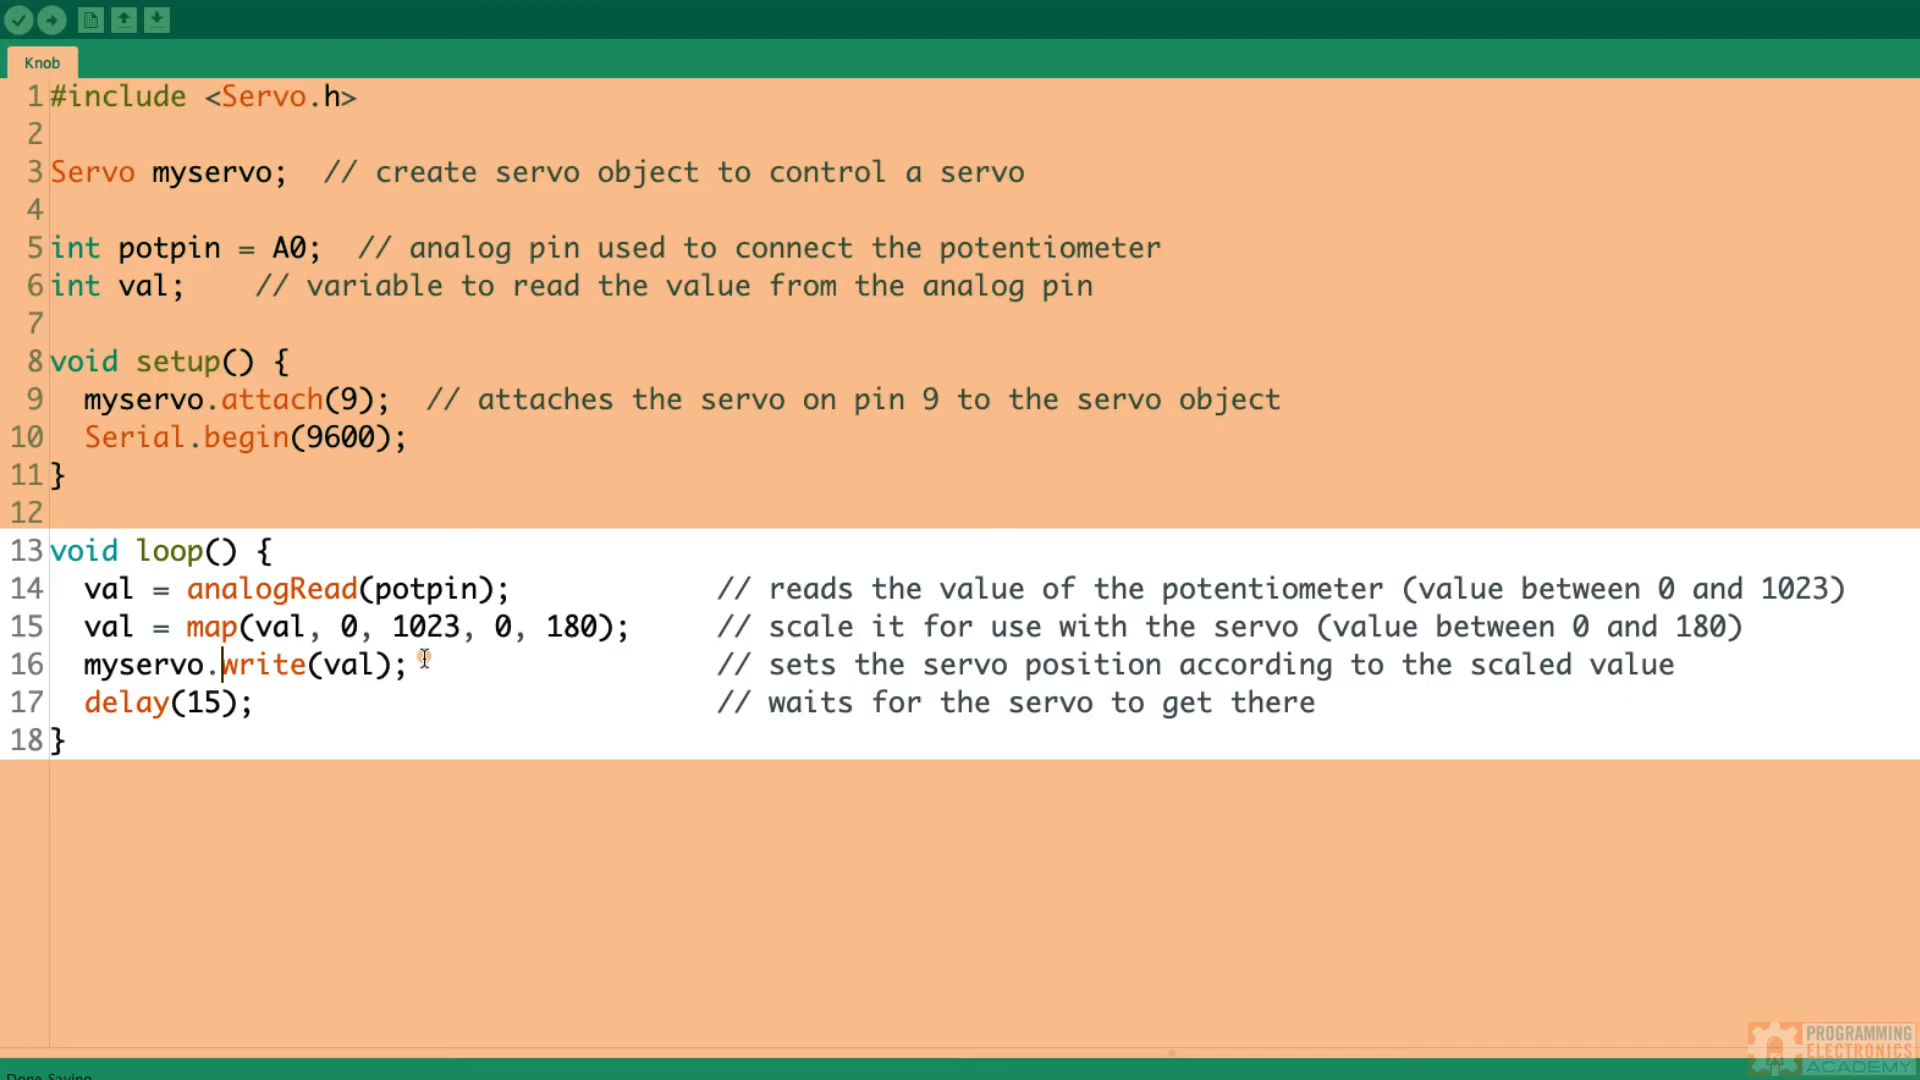 Knob
1 #include <Servo.h>
2
3 Servo myservo;  // create servo object to control a servo
4
5 int potpin = A0;  // analog pin used to connect the potentiometer
6 int val;    // variable to read the value from the analog pin
7
8 void setup() {
9   myservo.attach(9);  // attaches the servo on pin 9 to the servo object
10   Serial.begin(9600);
11 }
12
13 void loop() {
14   val = analogRead(potpin);            // reads the value of the potentiometer (value between 0 and 1023)
15   val = map(val, 0, 1023, 0, 180);     // scale it for use with the servo (value between 0 and 180)
16   myservo.write(val);                  // sets the servo position according to the scaled value
17   delay(15);                           // waits for the servo to get there
18 }
PROGRAMMING
ELECTRONICS
ACADEMY
Done Saving